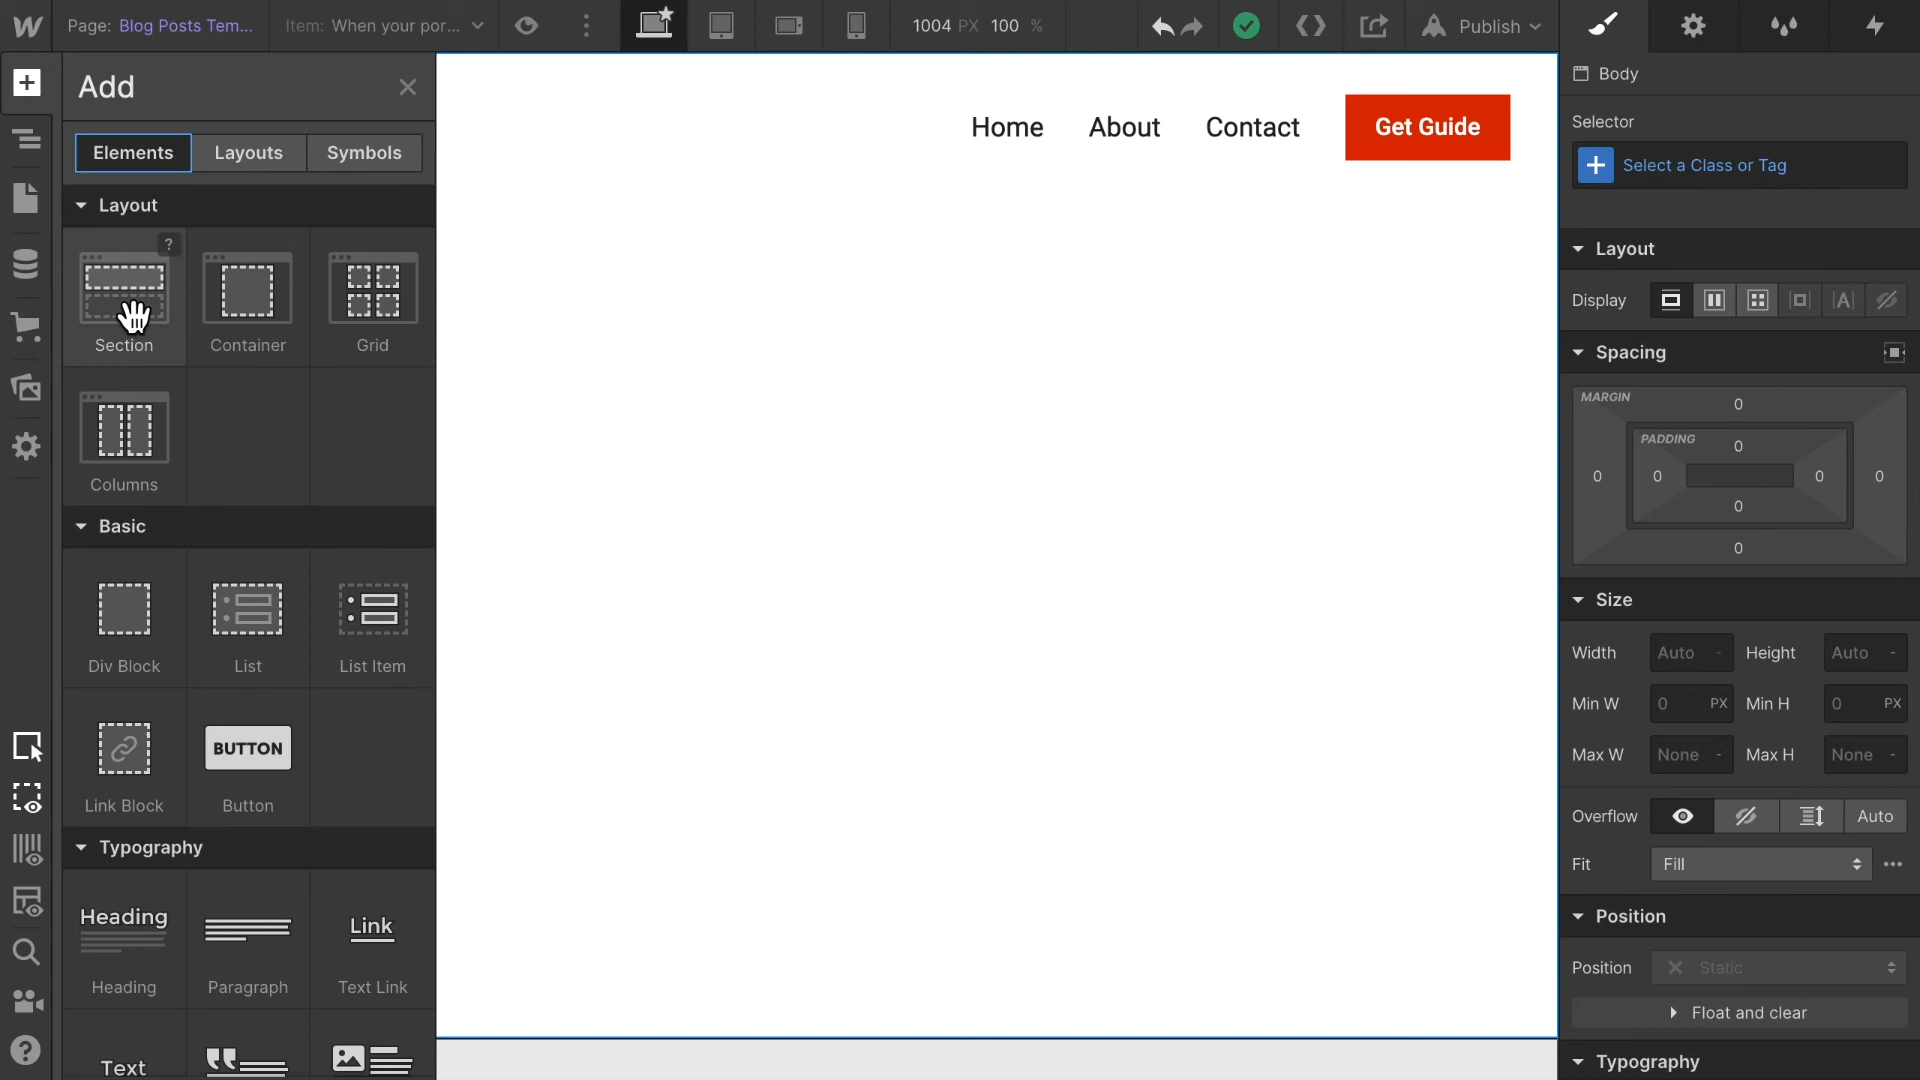 Page: Blog Posts Tem... Item: When your por... 1004 PX 100 % Publish
Add
Elements Layouts Symbols
Layout
?
Section Container Grid
Columns
Basic
Div Block List List Item
BUTTON
Link Block Button
Typography
Heading Link
Heading Paragraph Text Link
Text
Home About Contact Get Guide
Body
Selector
Select a Class or Tag
Layout
Display
Spacing
MARGIN
0
PADDING
0
0 0 0 0
0
0
Size
Width Auto - Height Auto -
Min W 0 PX Min H 0 PX
Max W None - Max H None -
Overflow Auto
Fit Fill
Position
Position Static
Float and clear
Typography